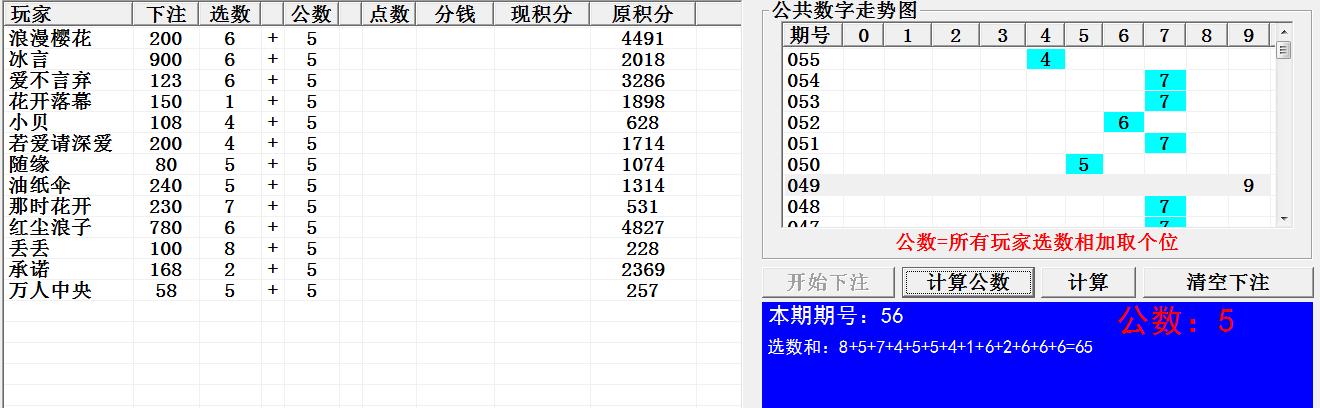 玩家 下注 选数 公数 点数 分钱 现积分 原积分
浪漫樱花 200 6 + 5 4491
冰言 900 6 + 5 2018
爱不言弃 123 6 + 5 3286
花开落幕 150 1 + 5 1898
小贝 108 4 + 5 628
若爱请深爱 200 4 + 5 1714
随缘 80 5 + 5 1074
油纸伞 240 5 + 5 1314
那时花开 230 7 + 5 531
红尘浪子 780 6 + 5 4827
丢丢 100 8 + 5 228
承诺 168 2 + 5 2369
万人中央 58 5 + 5 257
公共数字走势图
期号 0 1 2 3 4 5 6 7 8 9
055 4
054 7
053 7
052 6
051 7
050 5
049 9
048 7
047 7
公数=所有玩家选数相加取个位
开始下注 计算公数 计算 清空下注
本期期号：56 公数：5
选数和：8+5+7+4+5+5+4+1+6+2+6+6+6=65